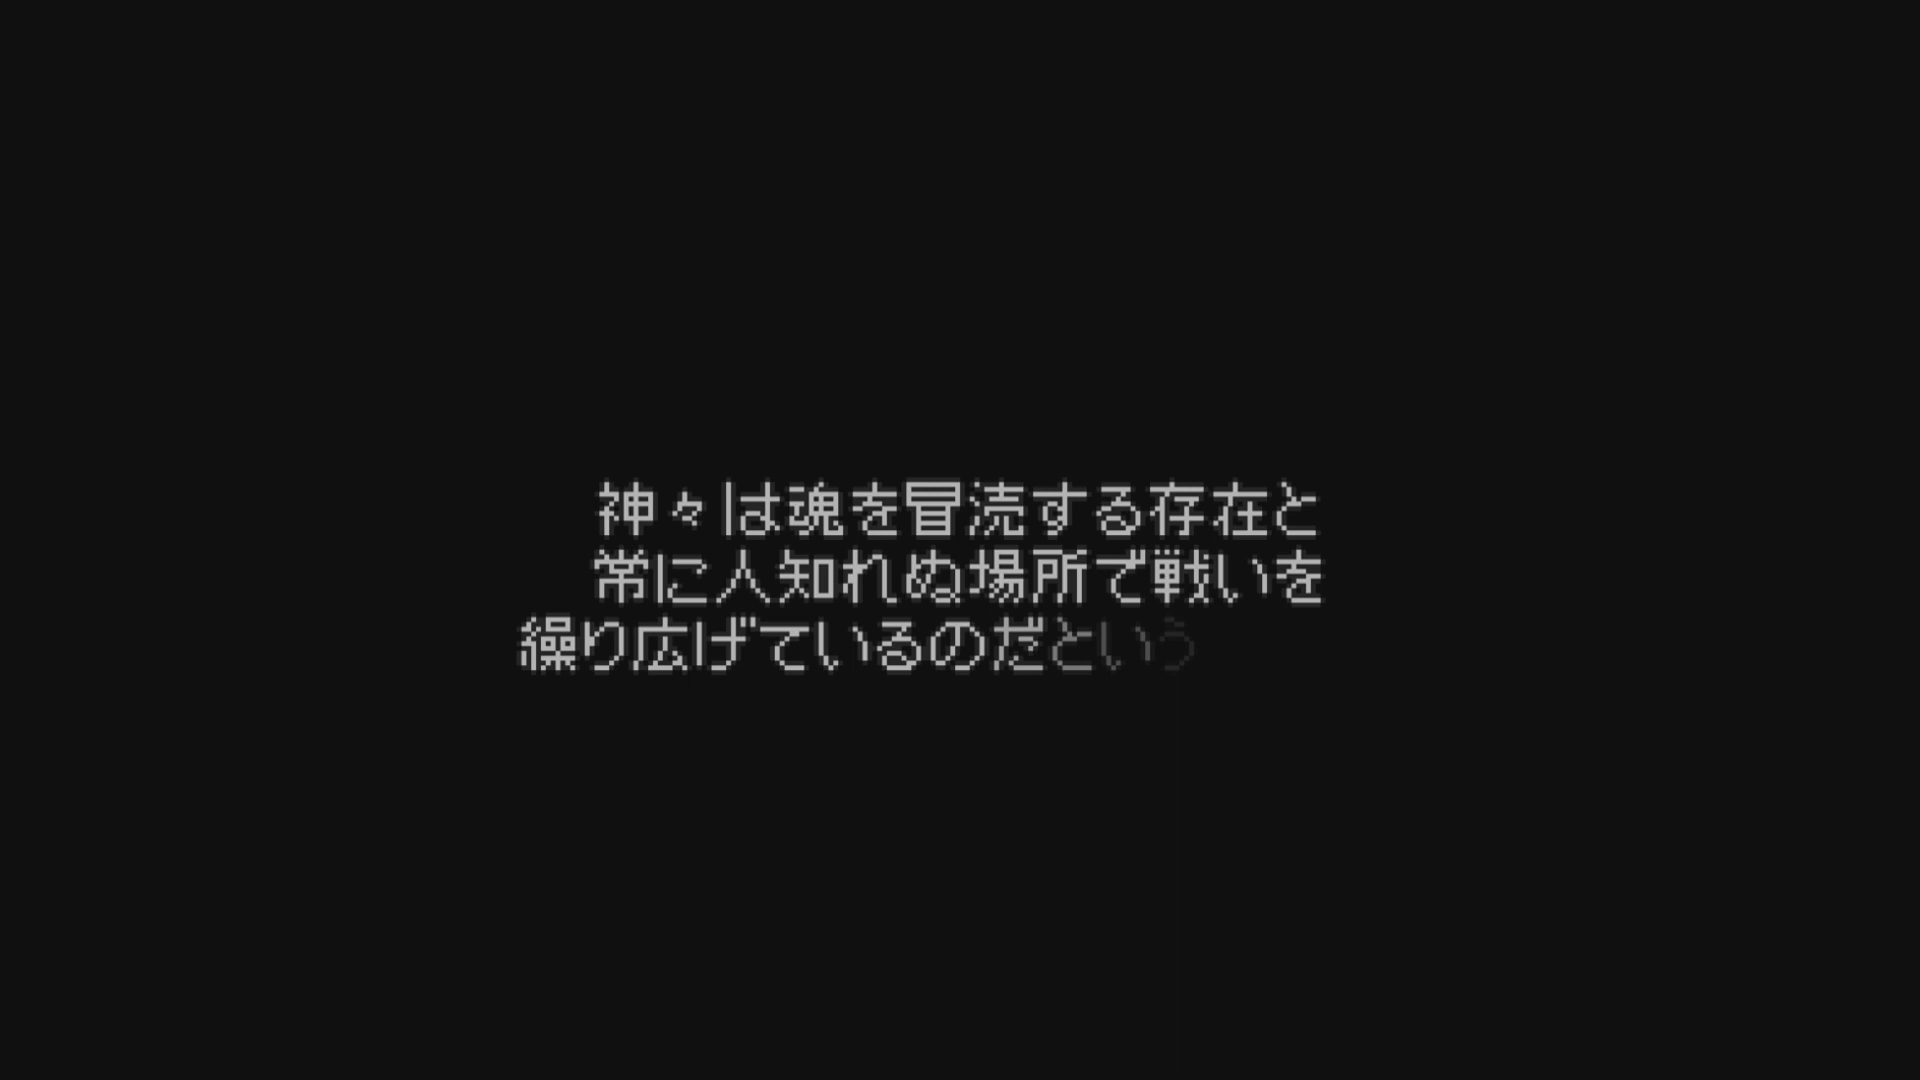 神々は魂を冒涜する存在と
常に人知れぬ場所で戦いを
繰り広げているのだという